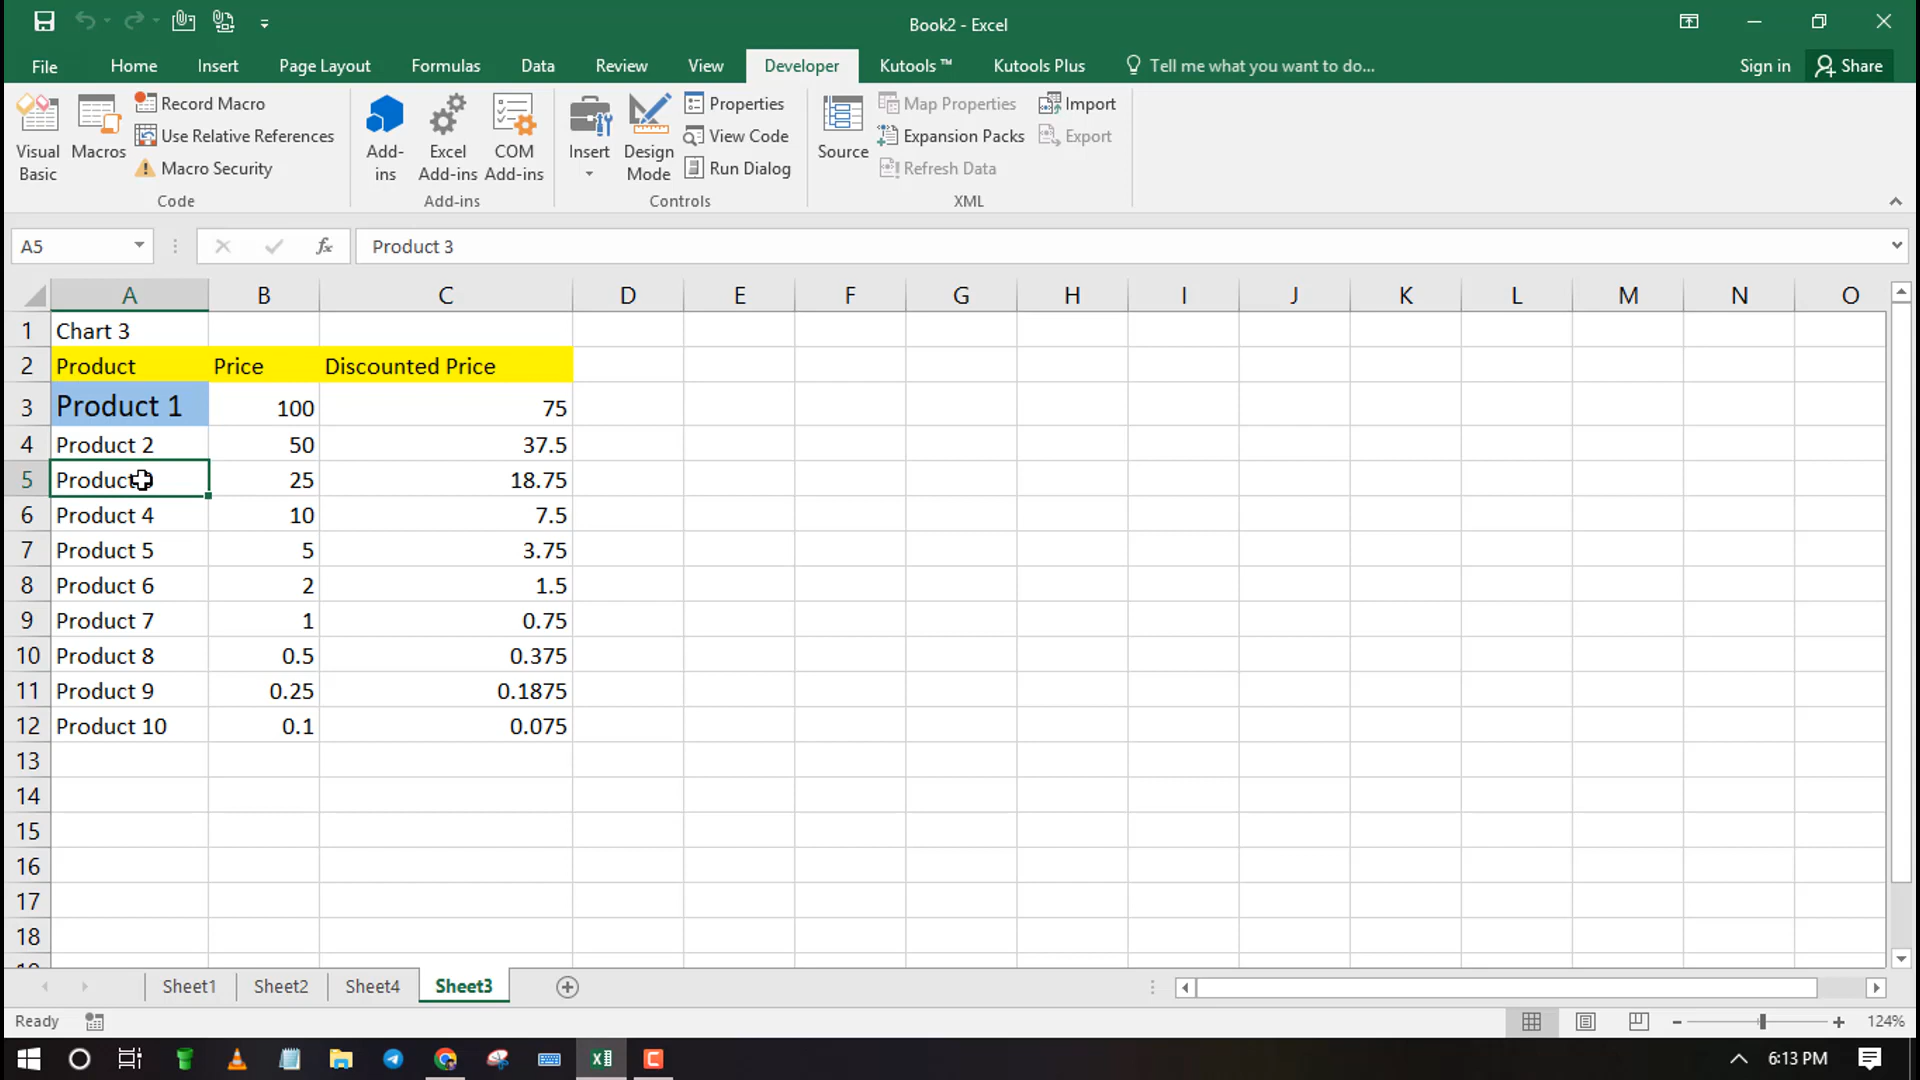 Book2 - Excel
File Home Insert Page Layout Formulas Data Review View Developer Kutools ™ Kutools Plus Tell me what you want to do... Sign in Share
Visual Basic
Macros
Record Macro
Use Relative References
Macro Security
Code
Add-ins
Excel Add-ins
COM Add-ins
Add-ins
Insert
Design Mode
Properties
View Code
Run Dialog
Controls
Source
Map Properties
Expansion Packs
Refresh Data
Import
Export
XML
A5 fx Product 3
A B C D E F G H I J K L M N O
1 Chart 3
2 Product Price Discounted Price
3 Product 1 100 75
4 Product 2 50 37.5
5 Product 25 18.75
6 Product 4 10 7.5
7 Product 5 5 3.75
8 Product 6 2 1.5
9 Product 7 1 0.75
10 Product 8 0.5 0.375
11 Product 9 0.25 0.1875
12 Product 10 0.1 0.075
13
14
15
16
17
18
Sheet1 Sheet2 Sheet4 Sheet3
Ready 124%
6:13 PM